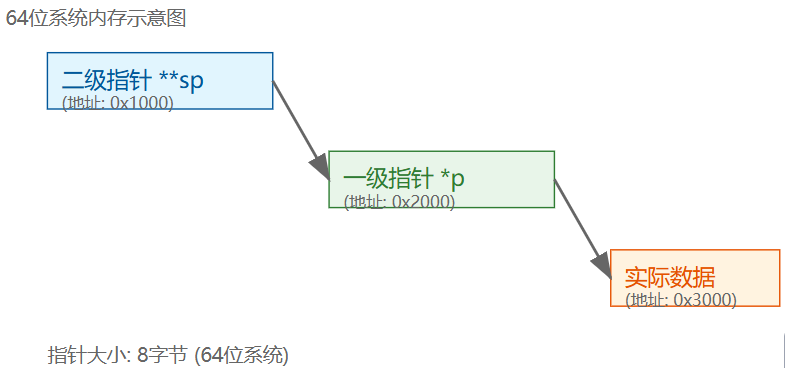 64位系统内存示意图
二级指针 **sp
(地址: 0x1000)
一级指针 *p
(地址: 0x2000)
实际数据
(地址: 0x3000)
指针大小: 8字节 (64位系统)